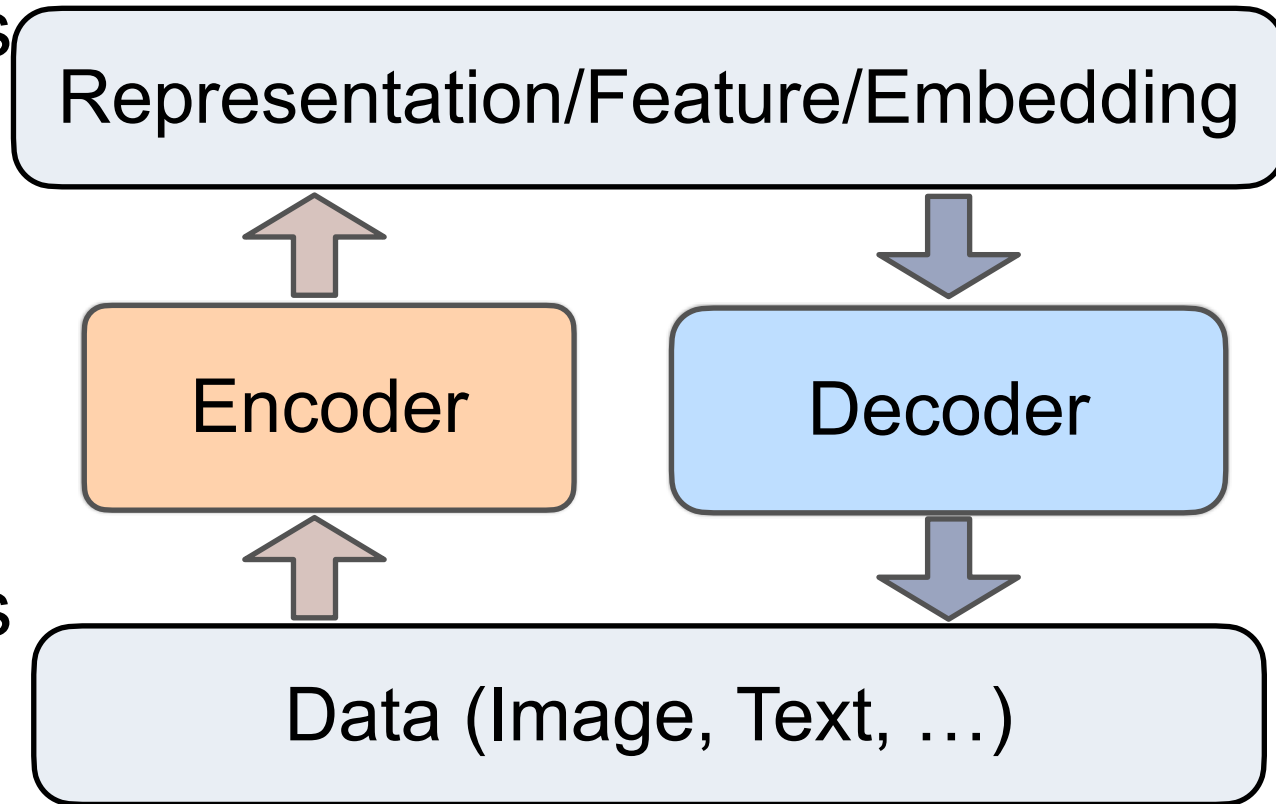 s
Representation/Feature/Embedding
Encoder
Decoder
s
Data (Image, Text, …)